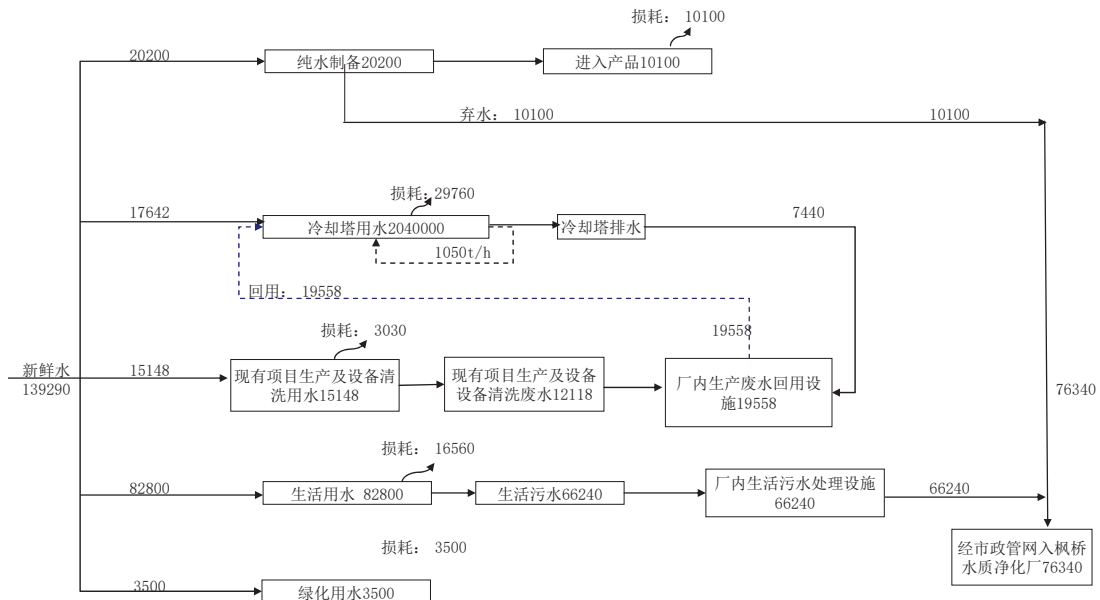 损耗： 10100
20200
纯水制备20200
进入产品10100
弃水： 10100
10100
损耗：29760
17642
冷却塔用水2040000
冷却塔排水
7440
1050t/h
回用： 19558
19558
损耗： 3030
新鲜水
139290
15148
现有项目生产及设备清
洗用水15148
现有项目生产及设备
设备清洗废水12118
厂内生产废水回用设
施19558
76340
损耗： 16560
82800
生活用水 82800
生活污水66240
厂内生活污水处理设施
66240
66240
损耗： 3500
经市政管网入枫桥
水质净化厂76340
3500
绿化用水3500